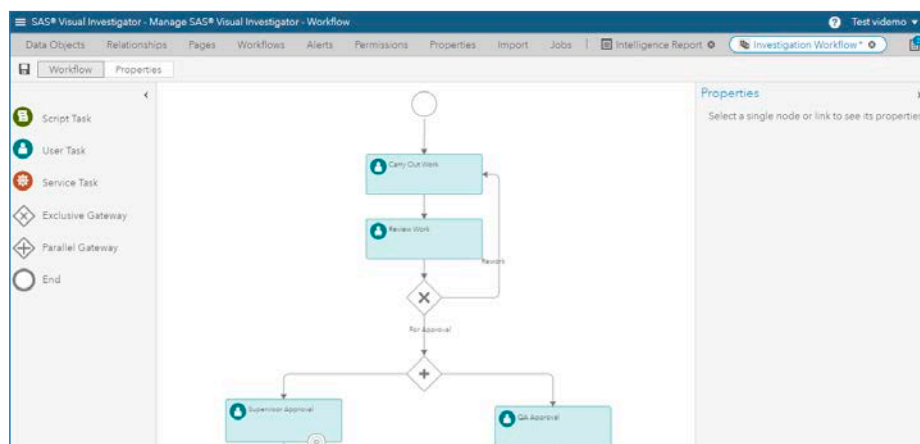 SAS® Visual Investigator - Manage SAS® Visual Investigator - Workflow
Test videmo
Data Objects Relationships Pages Workflows Alerts Permissions Properties Import Jobs Intelligence Report Investigation Workflow*
Workflow Properties
Properties
Select a single node or link to see its properties
Script Task
User Task
Service Task
Exclusive Gateway
Parallel Gateway
End
Carry Out Work
Review Work
Rework
For Approval
Supervisor Approval
QA Approval